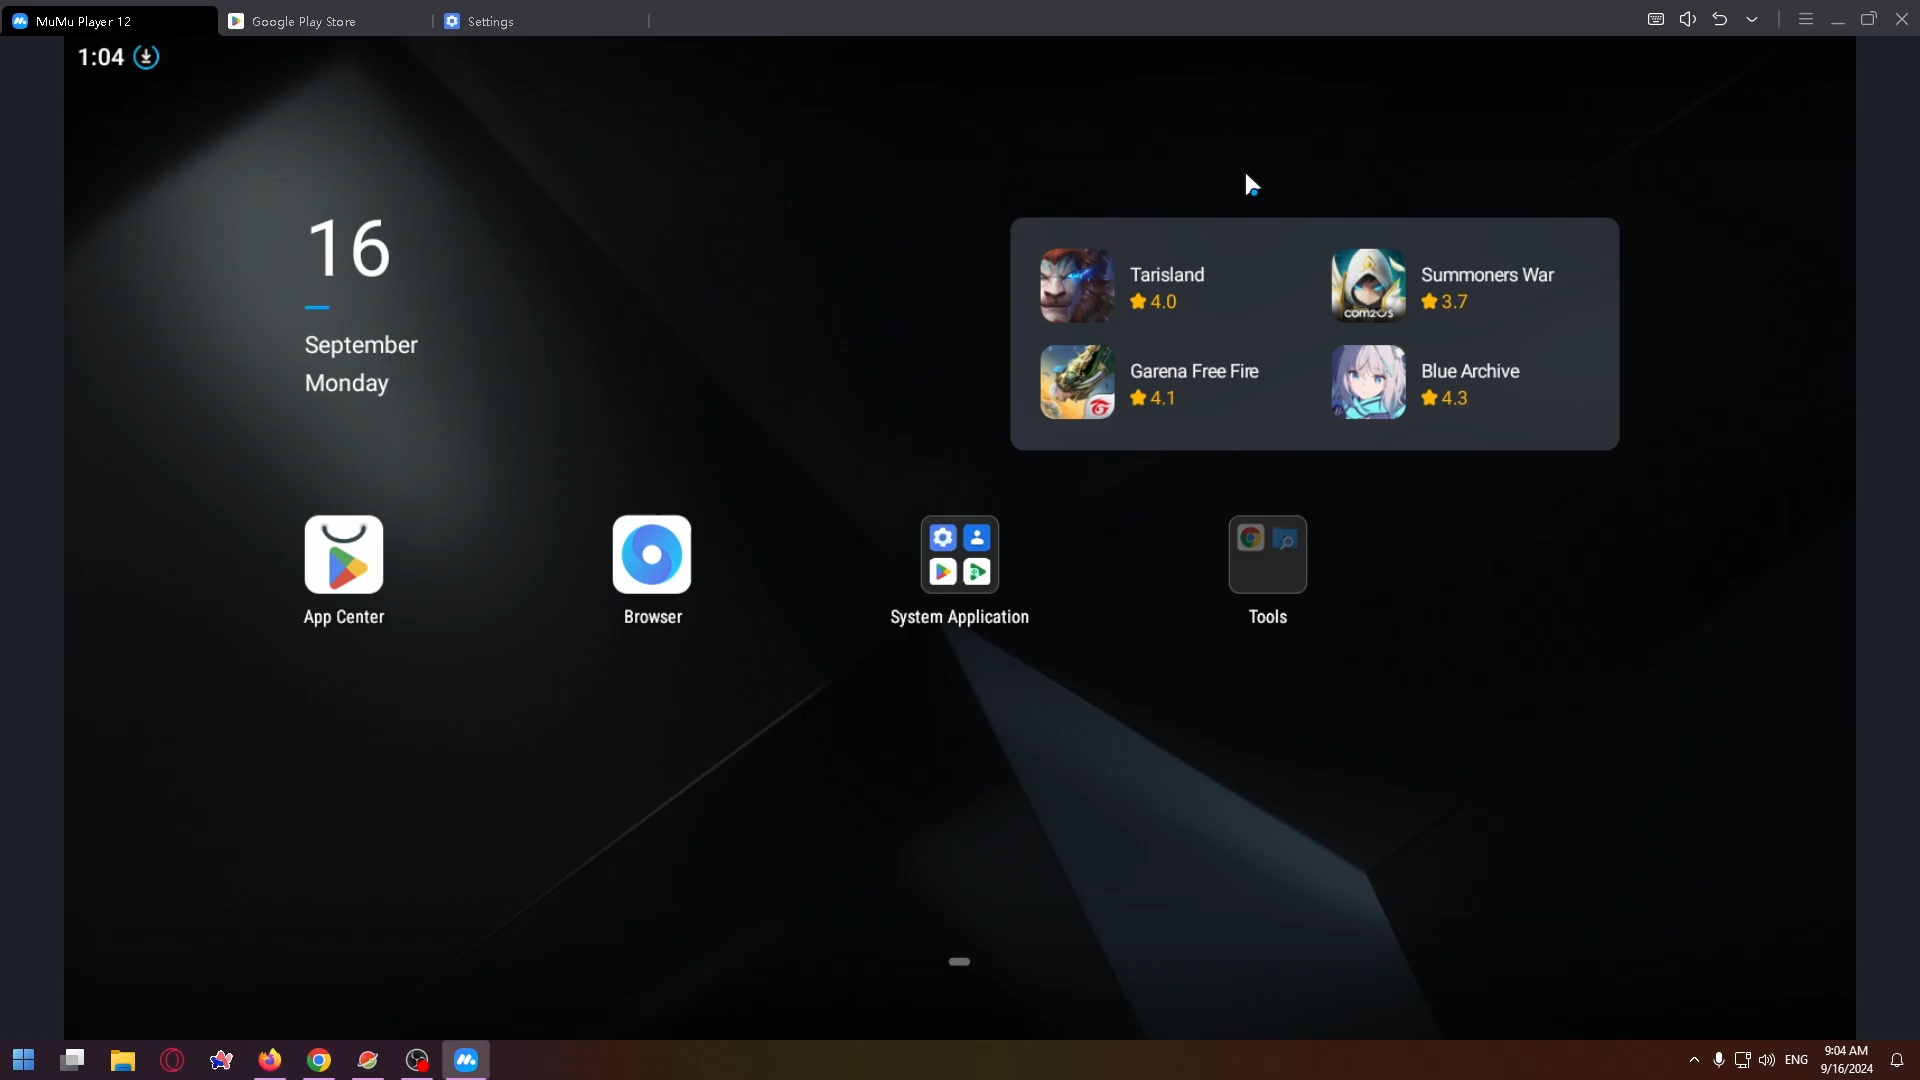 MuMu Player 12
Google Play Store
Settings
1:04
16
September
Monday
Tarisland
4.0
Summoners War
3.7
COM2US
Garena Free Fire
4.1
Blue Archive
4.3
App Center
Browser
System Application
Tools
ENG
9:04 AM
9/16/2024